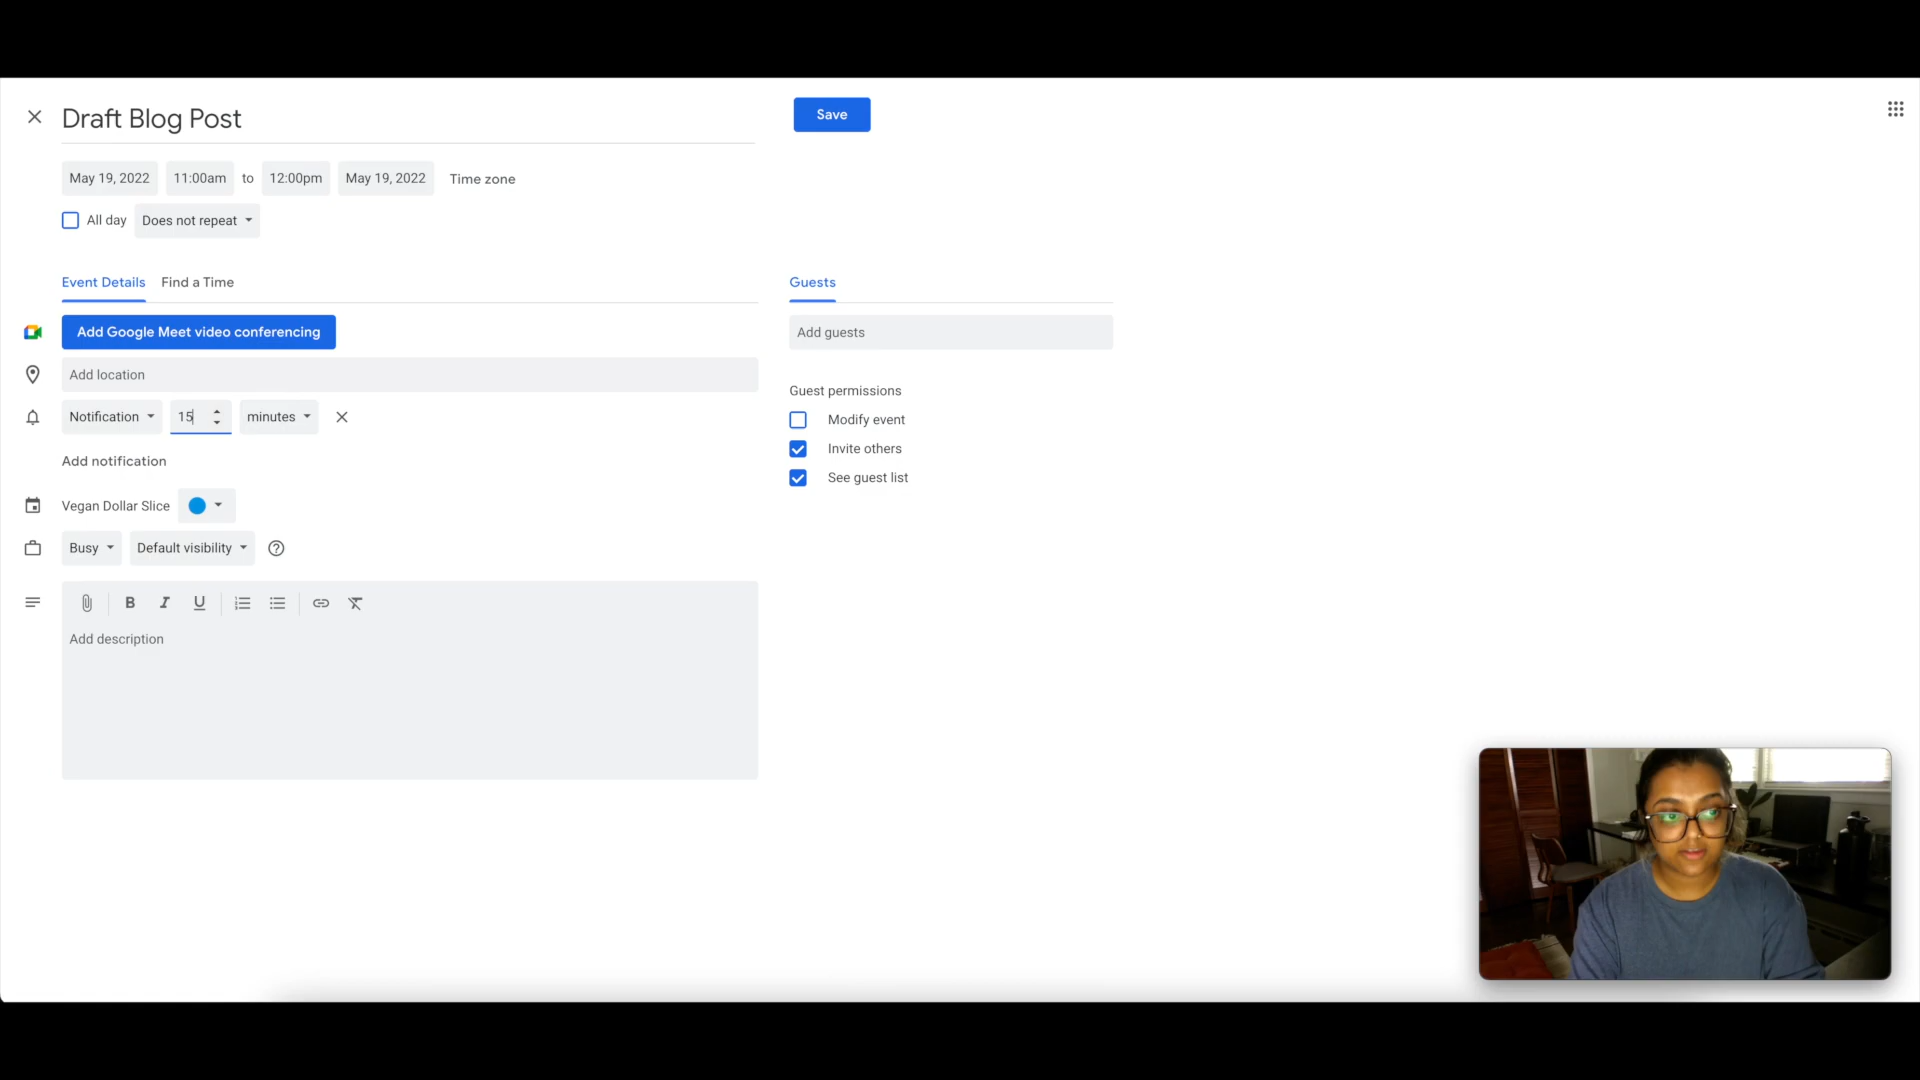 Draft Blog Post
Save
May 19, 2022 11:00am to 12:00pm May 19, 2022 Time zone
All day Does not repeat
Event Details Find a Time
Guests
Add Google Meet video conferencing
Add guests
Add location
Guest permissions
Notification 15 minutes
Modify event
Invite others
Add notification
See guest list
Vegan Dollar Slice
Busy Default visibility
B I U
Add description